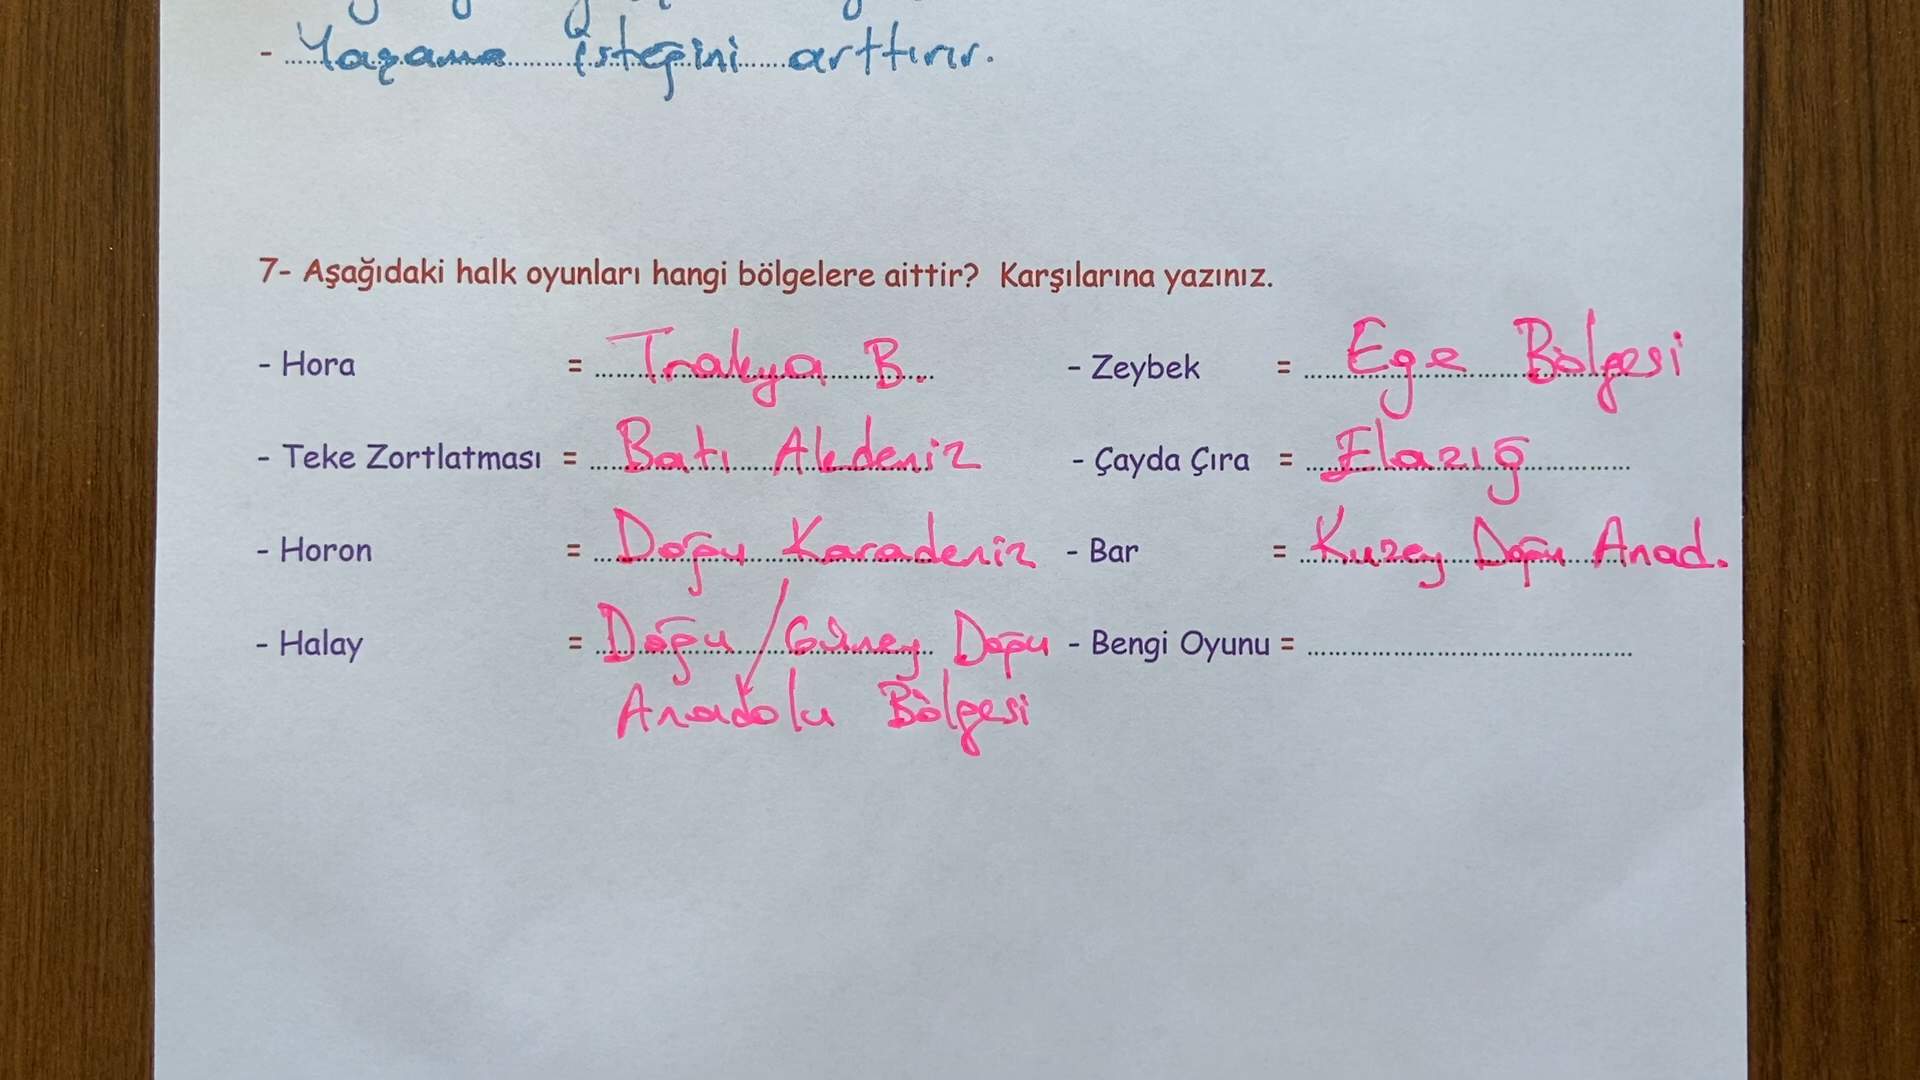 - Yaşama isteğini arttırır.
7- Aşağıdaki halk oyunları hangi bölgelere aittir? Karşılarına yazınız.
- Hora = Trakya B. - Zeybek = Ege Bölgesi
- Teke Zortlatması = Batı Akdeniz - Çayda Çıra = Elazığ
- Horon = Doğu Karadeniz - Bar = Kuzey Doğu Anad.
- Halay = Doğu / Güney Doğu - Bengi Oyunu = ........................................
Anadolu Bölgesi